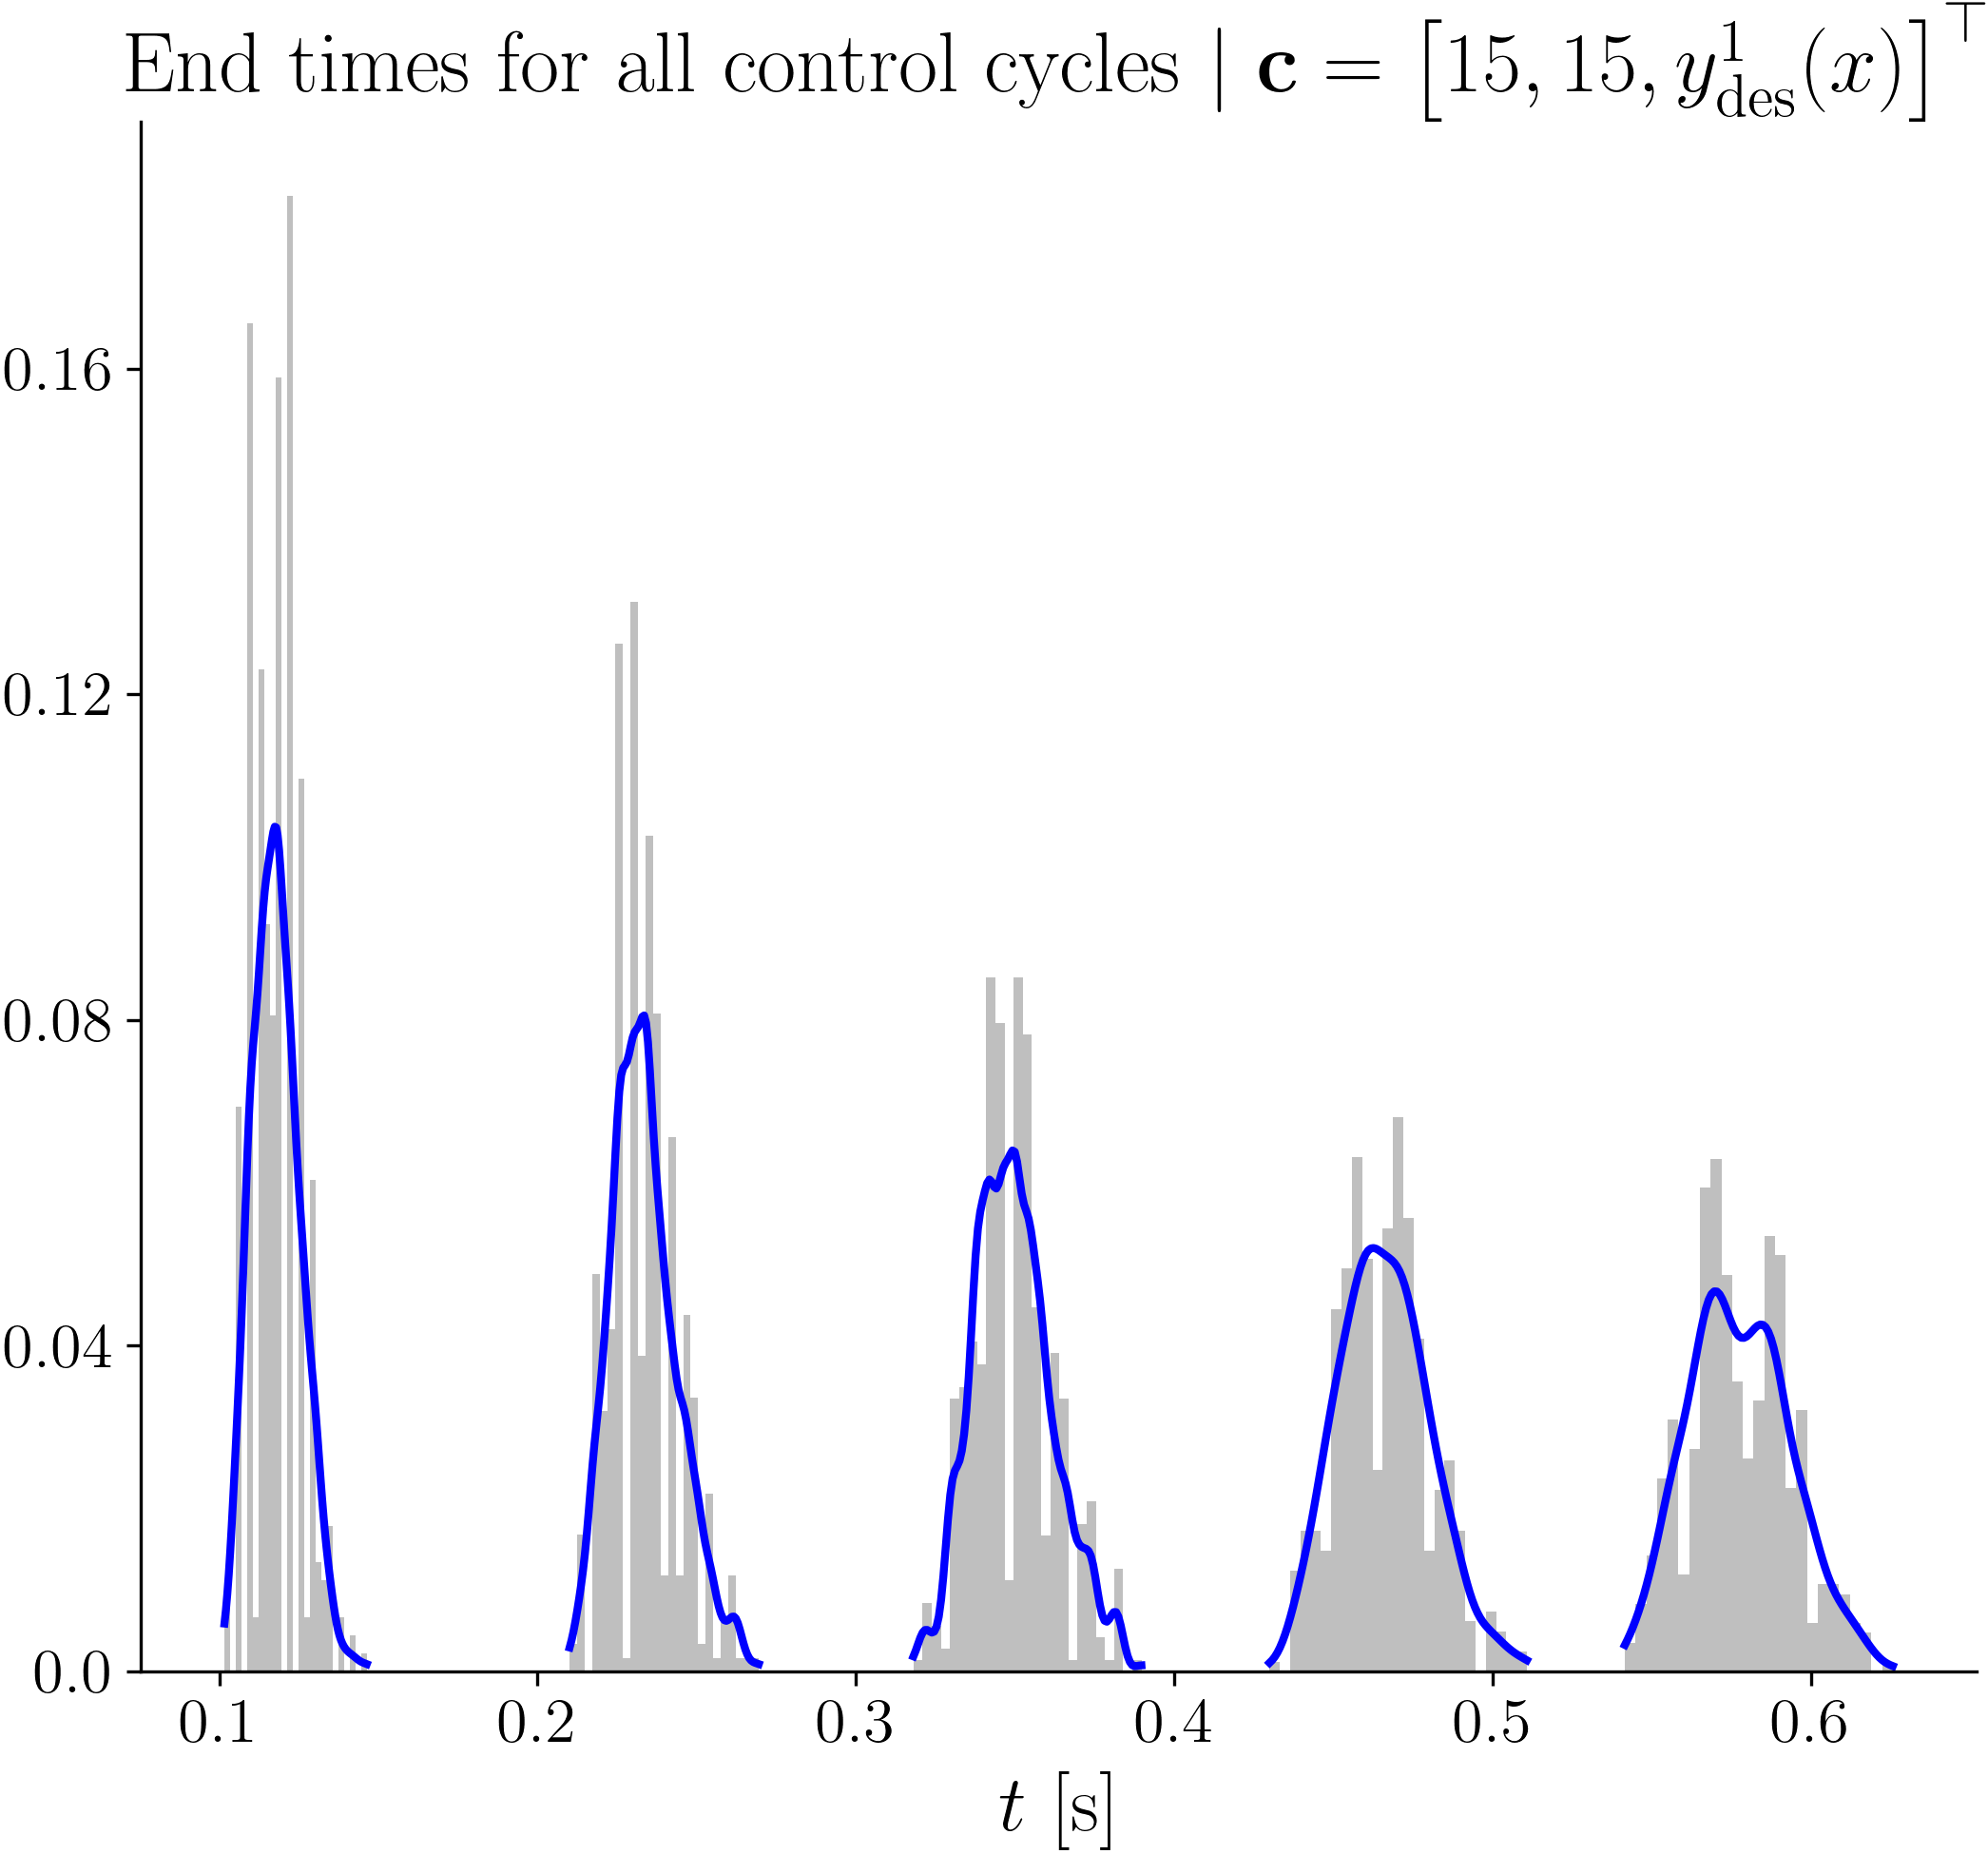 End times for all control cycles | 𝐜 = [15, 15, y¹_des(x)]^⊤
0.16
0.12
0.08
0.04
0.0
0.1 0.2 0.3 0.4 0.5 0.6
t [s]